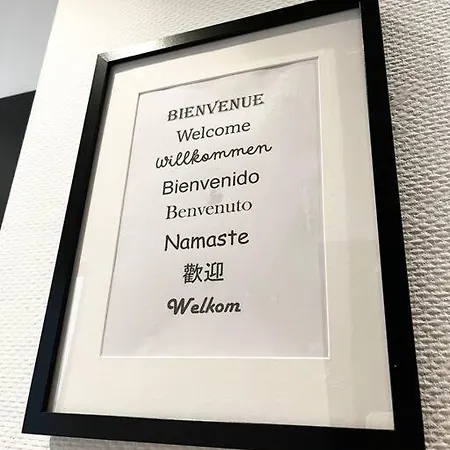 BIENVENUE
Welcome
willkommen
Bienvenido
Benvenuto
Namaste
歡迎
Welkom